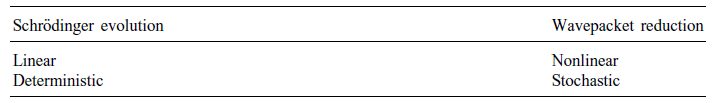 Schrödinger evolution Wavepacket reduction
Linear Nonlinear
Deterministic Stochastic